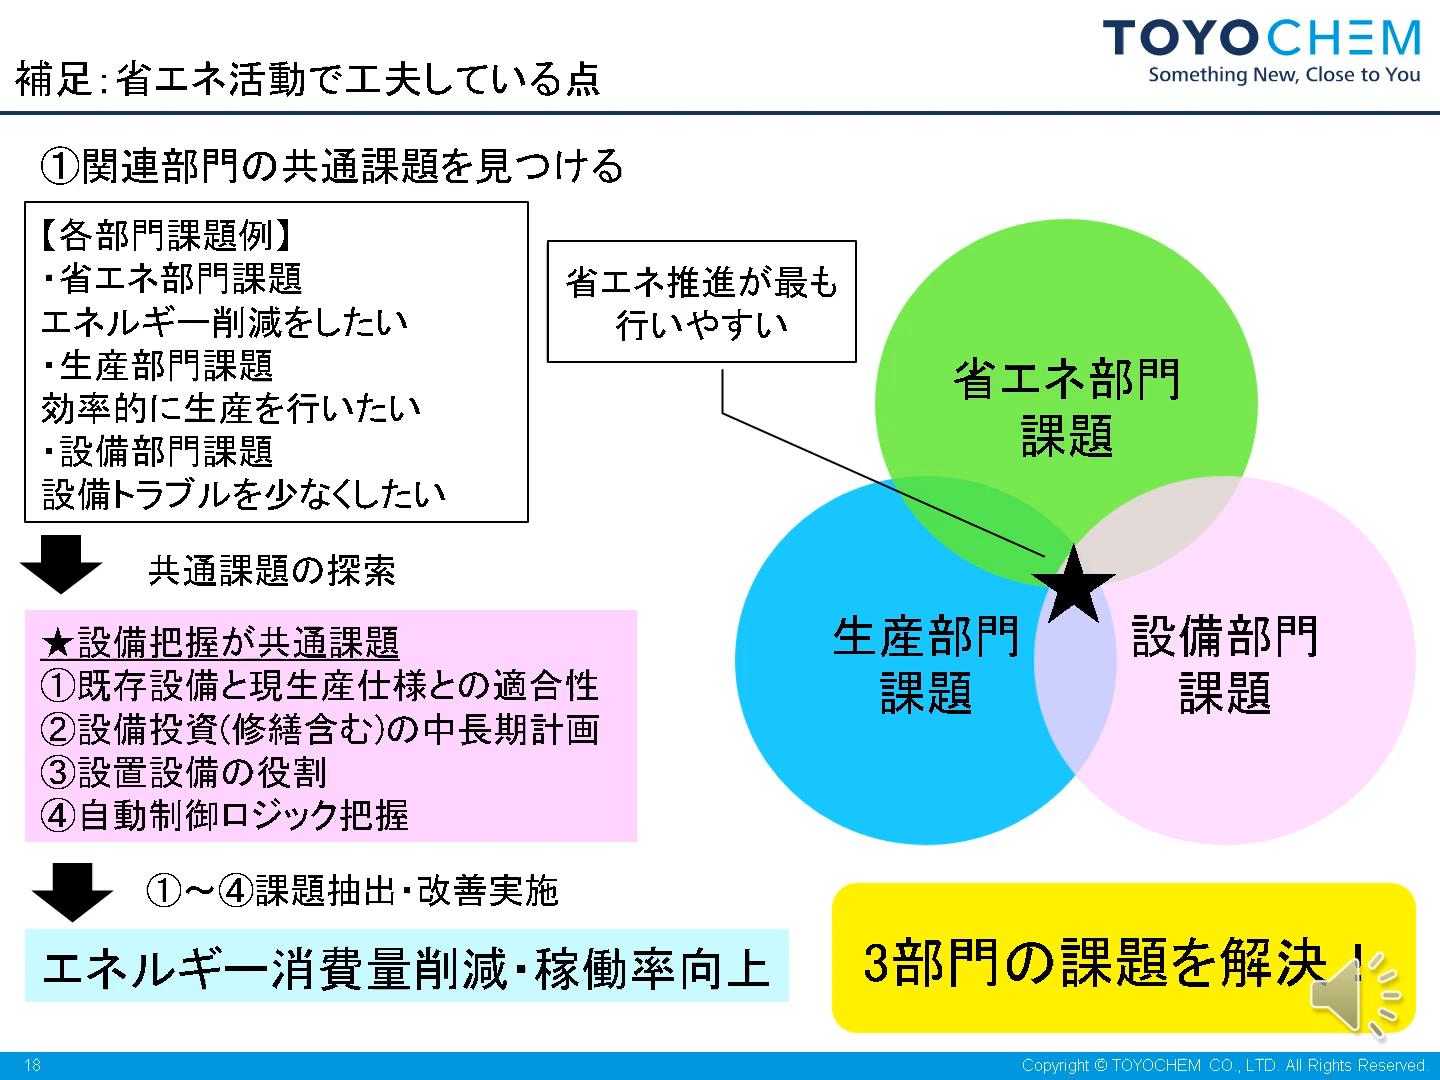 TOYOCHEM
Something New, Close to You
補足：省エネ活動で工夫している点
①関連部門の共通課題を見つける
【各部門課題例】
・省エネ部門課題
エネルギー削減をしたい
・生産部門課題
効率的に生産を行いたい
・設備部門課題
設備トラブルを少なくしたい
省エネ推進が最も
行いやすい
省エネ部門
課題
生産部門
課題
設備部門
課題
共通課題の探索
★設備把握が共通課題
①既存設備と現生産仕様との適合性
②設備投資(修繕含む)の中長期計画
③設置設備の役割
④自動制御ロジック把握
①～④課題抽出・改善実施
エネルギー消費量削減・稼働率向上
3部門の課題を解決！
18
Copyright © TOYOCHEM CO., LTD. All Rights Reserved.